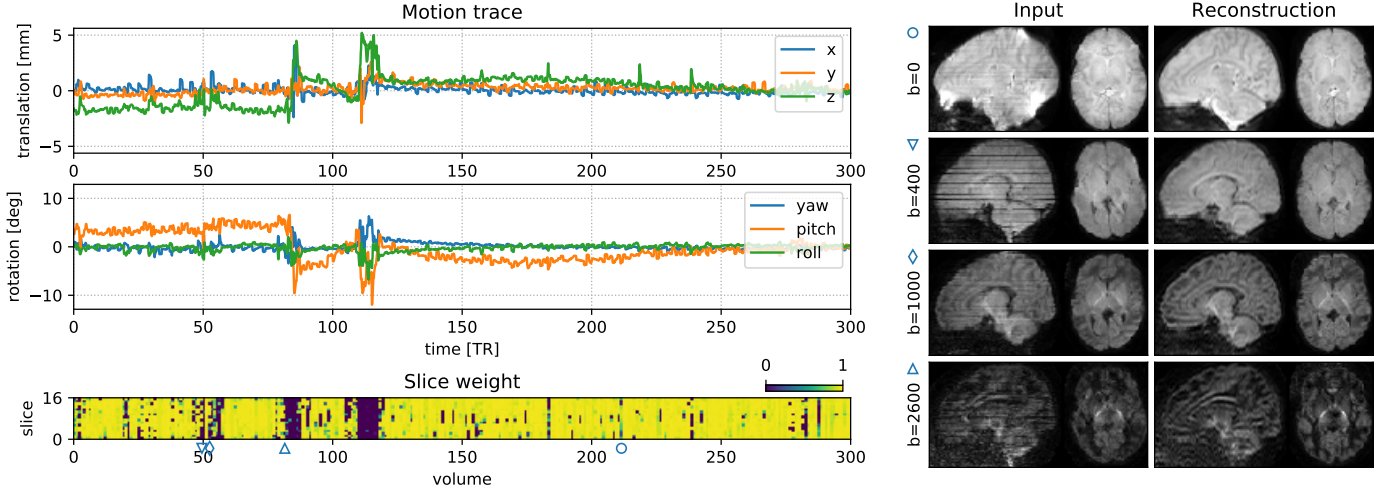 Motion trace
translation [mm]
5
0
−5
x
y
z
0 50 100 150 200 250 300
rotation [deg]
10
0
−10
yaw
pitch
roll
0 50 100 150 200 250 300
time [TR]
Slice weight
0 1
slice
16
0
0 50 100 150 200 250 300
volume
Input Reconstruction
b=0
b=400
b=1000
b=2600